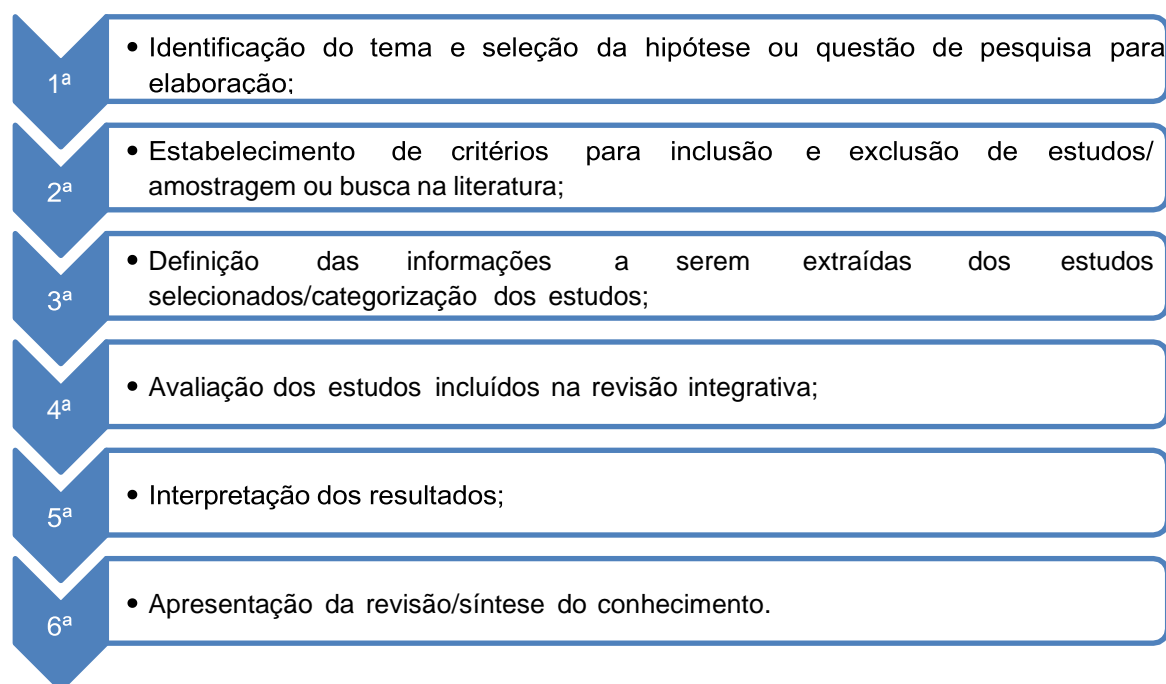 1ª
• Identificação do tema e seleção da hipótese ou questão de pesquisa para
elaboração;
2ª
• Estabelecimento de critérios para inclusão e exclusão de estudos/
amostragem ou busca na literatura;
3ª
• Definição das informações a serem extraídas dos estudos
selecionados/categorização dos estudos;
4ª
• Avaliação dos estudos incluídos na revisão integrativa;
5ª
• Interpretação dos resultados;
6ª
• Apresentação da revisão/síntese do conhecimento.